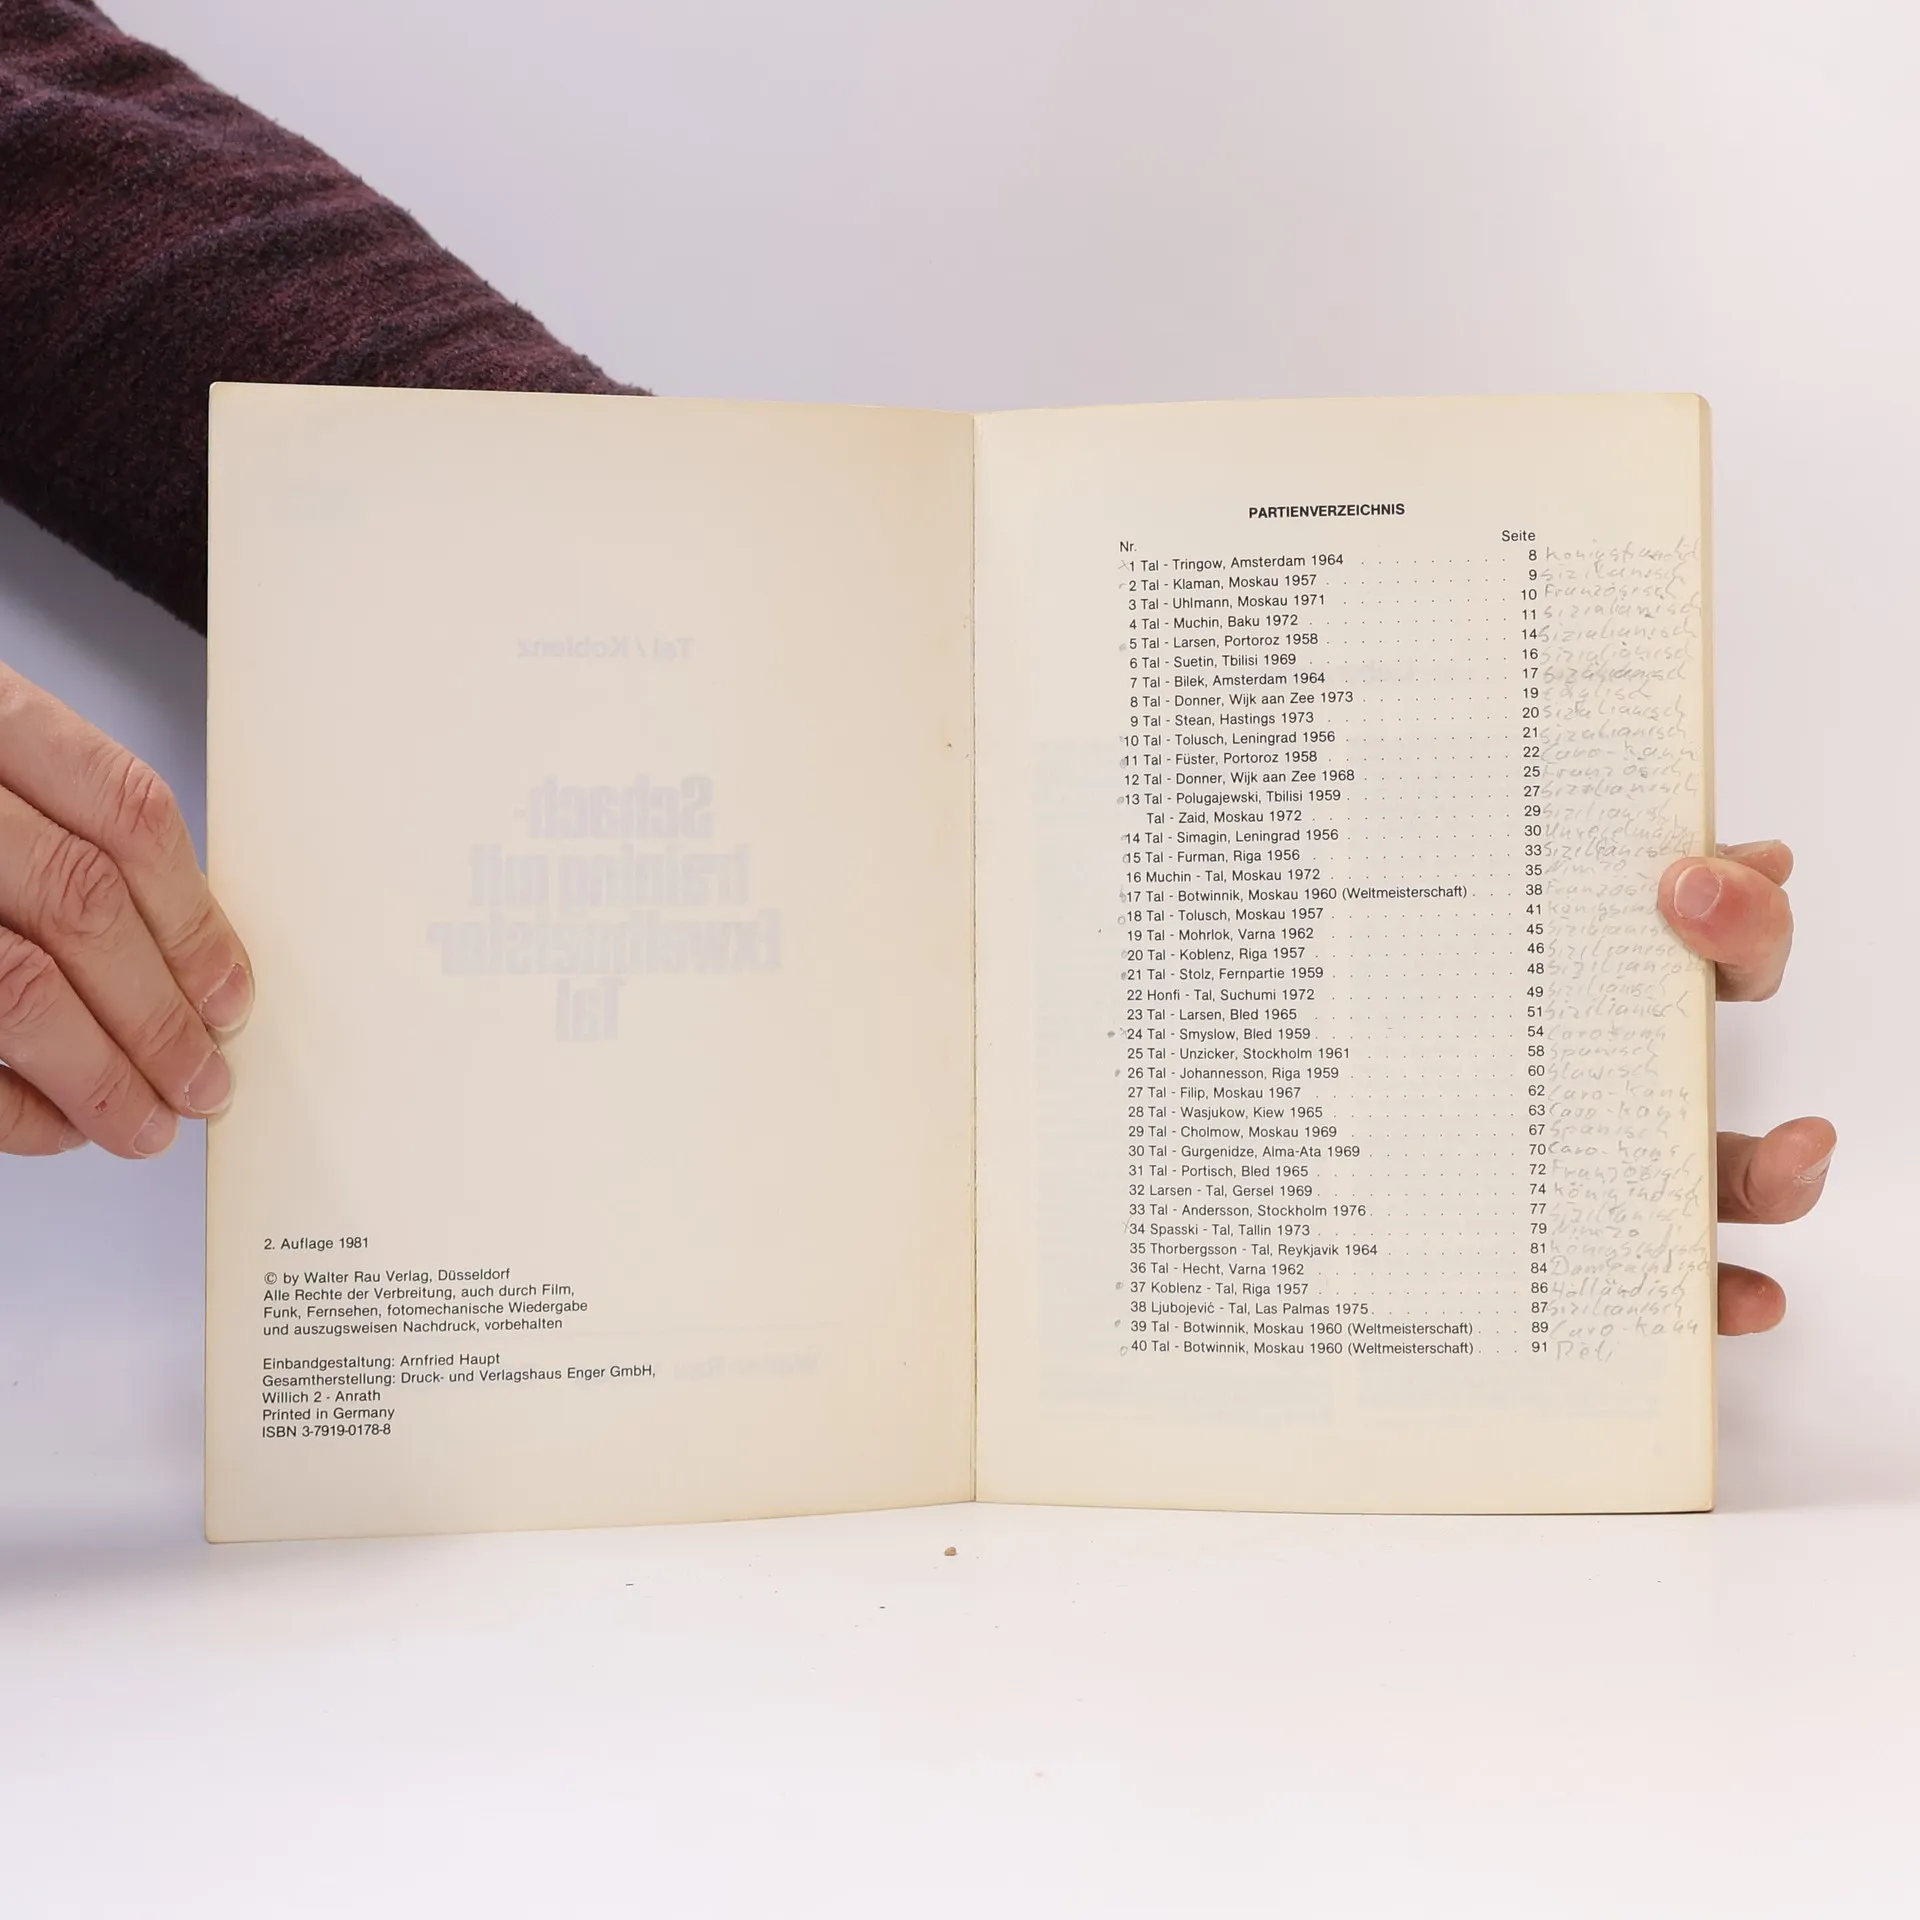 Tal / Koblenz
Schach-
training mit
Exweltmeister
Tal
2. Auflage 1981
© by Walter Rau Verlag, Düsseldorf
Alle Rechte der Verbreitung, auch durch Film,
Funk, Fernsehen, fotomechanische Wiedergabe
und auszugsweisen Nachdruck, vorbehalten
Einbandgestaltung: Arnfried Haupt
Gesamtherstellung: Druck- und Verlagshaus Enger GmbH,
Willich 2 - Anrath
Printed in Germany
ISBN 3-7919-0178-8
PARTIENVERZEICHNIS
Nr. Seite
1 Tal - Tringow, Amsterdam 1964 . . . . . . . . . 8
2 Tal - Klaman, Moskau 1957 . . . . . . . . . . 9 Sizilianisch
3 Tal - Uhlmann, Moskau 1971 . . . . . . . . . 10 Französisch
4 Tal - Muchin, Baku 1972 . . . . . . . . . . 11 Sizialianisch
5 Tal - Larsen, Portoroz 1958 . . . . . . . . . . 14 Sizialianisch
6 Tal - Suetin, Tbilisi 1969 . . . . . . . . . . 16 Sizialianisch
7 Tal - Bilek, Amsterdam 1964 . . . . . . . . . 17
8 Tal - Donner, Wijk aan Zee 1973 . . . . . . . . 19 Englisch
9 Tal - Stean, Hastings 1973 . . . . . . . . . 20
10 Tal - Tolusch, Leningrad 1956 . . . . . . . . . 21
11 Tal - Füster, Portoroz 1958 . . . . . . . . . 22 Caro-Kann
12 Tal - Donner, Wijk aan Zee 1968 . . . . . . . . 25 Französisch
13 Tal - Polugajewski, Tbilisi 1959 . . . . . . . . . 27
Tal - Zaid, Moskau 1972 . . . . . . . . . . 29 Sizilianisch
14 Tal - Simagin, Leningrad 1956 . . . . . . . . . 30
15 Tal - Furman, Riga 1956 . . . . . . . . . . 33 Sizilianisch
16 Muchin - Tal, Moskau 1972 . . . . . . . . . 35 Nimzo
17 Tal - Botwinnik, Moskau 1960 (Weltmeisterschaft) . . . 38
18 Tal - Tolusch, Moskau 1957 . . . . . . . . . 41
19 Tal - Mohrlok, Varna 1962 . . . . . . . . . 45
20 Tal - Koblenz, Riga 1957 . . . . . . . . . . 46 Sizilianisch
21 Tal - Stolz, Fernpartie 1959 . . . . . . . . . 48 Sizilianisch
22 Honfi - Tal, Suchumi 1972 . . . . . . . . . 49 Sizilianisch
23 Tal - Larsen, Bled 1965 . . . . . . . . . . 51 Sizilianisch
24 Tal - Smyslow, Bled 1959 . . . . . . . . . . 54
25 Tal - Unzicker, Stockholm 1961 . . . . . . . . 58 Spanisch
26 Tal - Johannesson, Riga 1959 . . . . . . . . . 60 Slawisch
27 Tal - Filip, Moskau 1967 . . . . . . . . . . 62 Caro-Kann
28 Tal - Wasjukow, Kiew 1965 . . . . . . . . . 63 Caro-Kann
29 Tal - Cholmow, Moskau 1969 . . . . . . . . . 67 Spanisch
30 Tal - Gurgenidze, Alma-Ata 1969 . . . . . . . . 70 Caro-Kann
31 Tal - Portisch, Bled 1965 . . . . . . . . . . 72 Französisch
32 Larsen - Tal, Gersel 1969 . . . . . . . . . . 74 Königindisch
33 Tal - Andersson, Stockholm 1976 . . . . . . . . 77 Sizilianisch
34 Spasski - Tal, Tallin 1973 . . . . . . . . . . 79 Nimzo
35 Thorbergsson - Tal, Reykjavik 1964 . . . . . . . . 81
36 Tal - Hecht, Varna 1962 . . . . . . . . . . 84
37 Koblenz - Tal, Riga 1957 . . . . . . . . . . 86 Holländisch
38 Ljubojević - Tal, Las Palmas 1975 . . . . . . . . 87 Sizilianisch
39 Tal - Botwinnik, Moskau 1960 (Weltmeisterschaft) . . . 89 Caro-Kann
40 Tal - Botwinnik, Moskau 1960 (Weltmeisterschaft) . . . 91 Réti